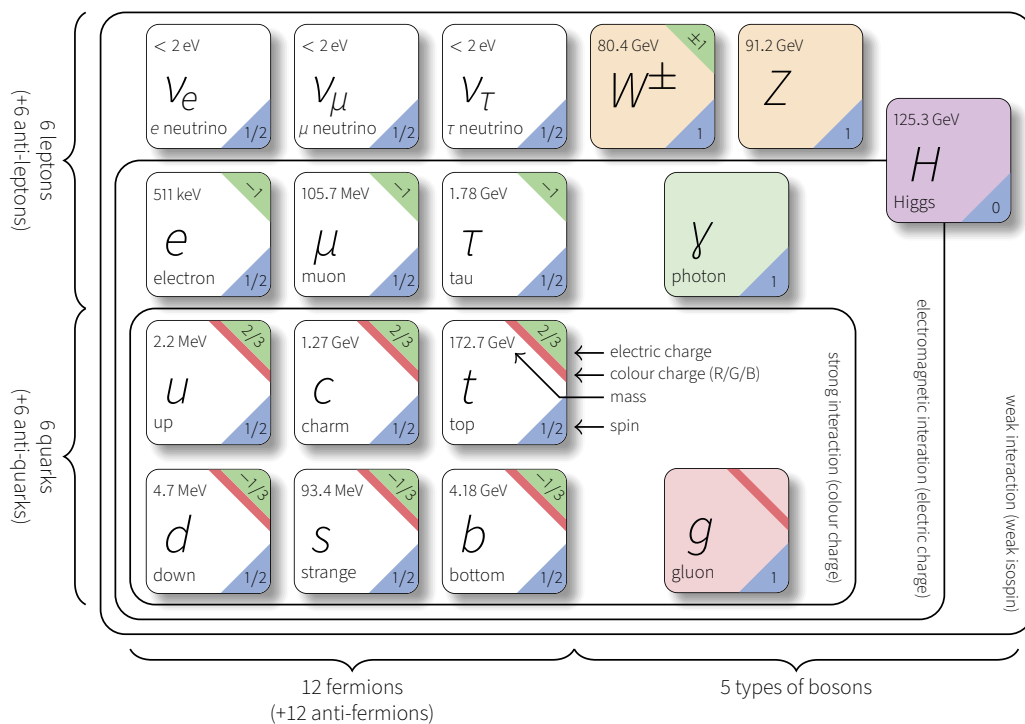 < 2 eV
νe
e neutrino
1/2
< 2 eV
νμ
μ neutrino
1/2
< 2 eV
ντ
τ neutrino
1/2
80.4 GeV
±1
W±
1
91.2 GeV
Z
1
125.3 GeV
H
Higgs
0
6 leptons
(+6 anti-leptons)
511 keV
−1
e
electron
1/2
105.7 MeV
−1
μ
muon
1/2
1.78 GeV
−1
τ
tau
1/2
γ
photon
1
2.2 MeV
2/3
u
up
1/2
1.27 GeV
2/3
c
charm
1/2
172.7 GeV
2/3
t
top
1/2
electric charge
colour charge (R/G/B)
mass
spin
6 quarks
(+6 anti-quarks)
4.7 MeV
−1/3
d
down
1/2
93.4 MeV
−1/3
s
strange
1/2
4.18 GeV
−1/3
b
bottom
1/2
g
gluon
1
strong interaction (colour charge)
electromagnetic interation (electric charge)
weak interaction (weak isospin)
12 fermions
(+12 anti-fermions)
5 types of bosons